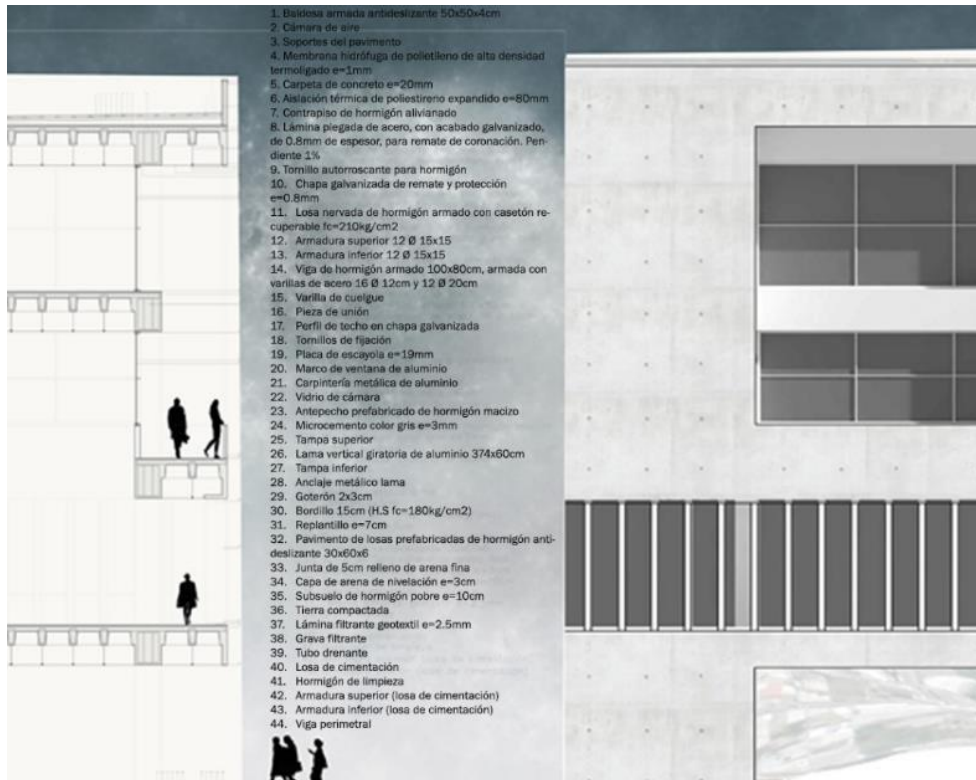 1. Baldosa armada antideslizante 50x50x4cm
2. Cámara de aire
3. Soportes del pavimento
4. Membrana hidrófuga de polietileno de alta densidad
termoligado e=1mm
5. Carpeta de concreto e=20mm
6. Aislación térmica de poliestireno expandido e=80mm
7. Contrapiso de hormigón alivianado
8. Lámina plegada de acero, con acabado galvanizado,
de 0.8mm de espesor, para remate de coronación. Pen-
diente 1%
9. Tornillo autorroscante para hormigón
10. Chapa galvanizada de remate y protección
e=0.8mm
11. Losa nervada de hormigón armado con casetón re-
cuperable fc=210kg/cm2
12. Armadura superior 12 Ø 15x15
13. Armadura inferior 12 Ø 15x15
14. Viga de hormigón armado 100x80cm, armada con
varillas de acero 16 Ø 12cm y 12 Ø 20cm
15. Varilla de cuelgue
16. Pieza de unión
17. Perfil de techo en chapa galvanizada
18. Tornillos de fijación
19. Placa de escayola e=19mm
20. Marco de ventana de aluminio
21. Carpintería metálica de aluminio
22. Vidrio de cámara
23. Antepecho prefabricado de hormigón macizo
24. Microcemento color gris e=3mm
25. Tampa superior
26. Lama vertical giratoria de aluminio 374x60cm
27. Tampa inferior
28. Anclaje metálico lama
29. Goterón 2x3cm
30. Bordillo 15cm (H.S fc=180kg/cm2)
31. Replantillo e=7cm
32. Pavimento de losas prefabricadas de hormigón anti-
deslizante 30x60x6
33. Junta de 5cm relleno de arena fina
34. Capa de arena de nivelación e=3cm
35. Subsuelo de hormigón pobre e=10cm
36. Tierra compactada
37. Lámina filtrante geotextil e=2.5mm
38. Grava filtrante
39. Tubo drenante
40. Losa de cimentación
41. Hormigón de limpieza
42. Armadura superior (losa de cimentación)
43. Armadura inferior (losa de cimentación)
44. Viga perimetral